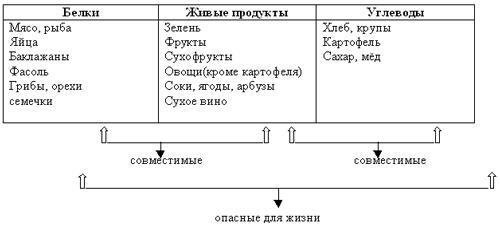 Белки
Мясо, рыба
Яйца
Баклажаны
Фасоль
Грибы, орехи
семечки
Живые продукты
Зелень
Фрукты
Сухофрукты
Овощи(кроме картофеля)
Соки, ягоды, арбузы
Сухое вино
Углеводы
Хлеб, крупы
Картофель
Сахар, мёд
совместимые
совместимые
опасные для жизни